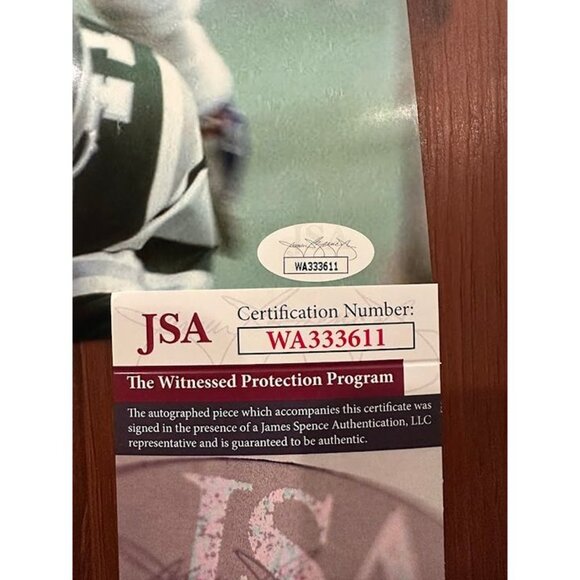 WA333611
JSA
Certification Number:
WA333611
The Witnessed Protection Program
The autographed piece which accompanies this certificate was
signed in the presence of a James Spence Authentication, LLC
representative and is guaranteed to be authentic.
JSA